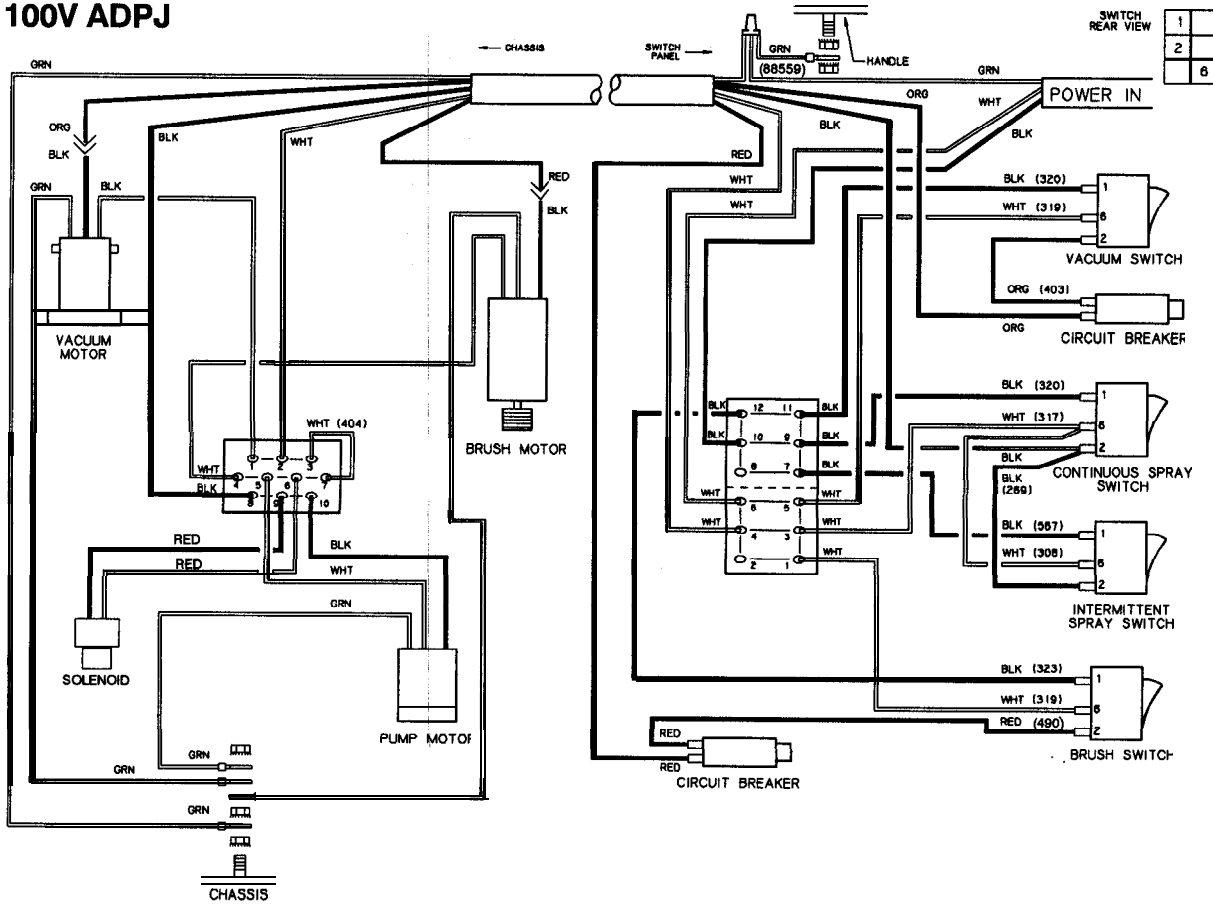 100V ADPJ
SWITCH
REAR VIEW
1
2
6
CHASSIS
SWITCH
PANEL
GRN
(88559)
HANDLE
GRN
GRN
ORG
WHT
POWER IN
ORG
BLK
WHT
BLK
BLK
BLK
RED
WHT
WHT
GRN
BLK
RED
BLK
BLK (320)
1
WHT (319)
6
2
VACUUM SWITCH
ORG (403)
ORG
CIRCUIT BREAKER
VACUUM
MOTOR
BRUSH MOTOR
WHT (404)
1
2
3
WHT
4
5
6
7
BLK
8
9
10
BLK
12
11
BLK
BLK
10
9
BLK
8
7
BLK
WHT
6
5
WHT
WHT
4
3
WHT
2
1
WHT
BLK (320)
1
WHT (317)
6
2
BLK
BLK
(269)
CONTINUOUS SPRAY
SWITCH
BLK (567)
1
WHT (308)
6
2
INTERMITTENT
SPRAY SWITCH
RED
RED
BLK
WHT
GRN
SOLENOID
PUMP MOTOR
BLK (323)
1
WHT (319)
6
RED (490)
2
BRUSH SWITCH
RED
RED
CIRCUIT BREAKER
GRN
GRN
GRN
CHASSIS